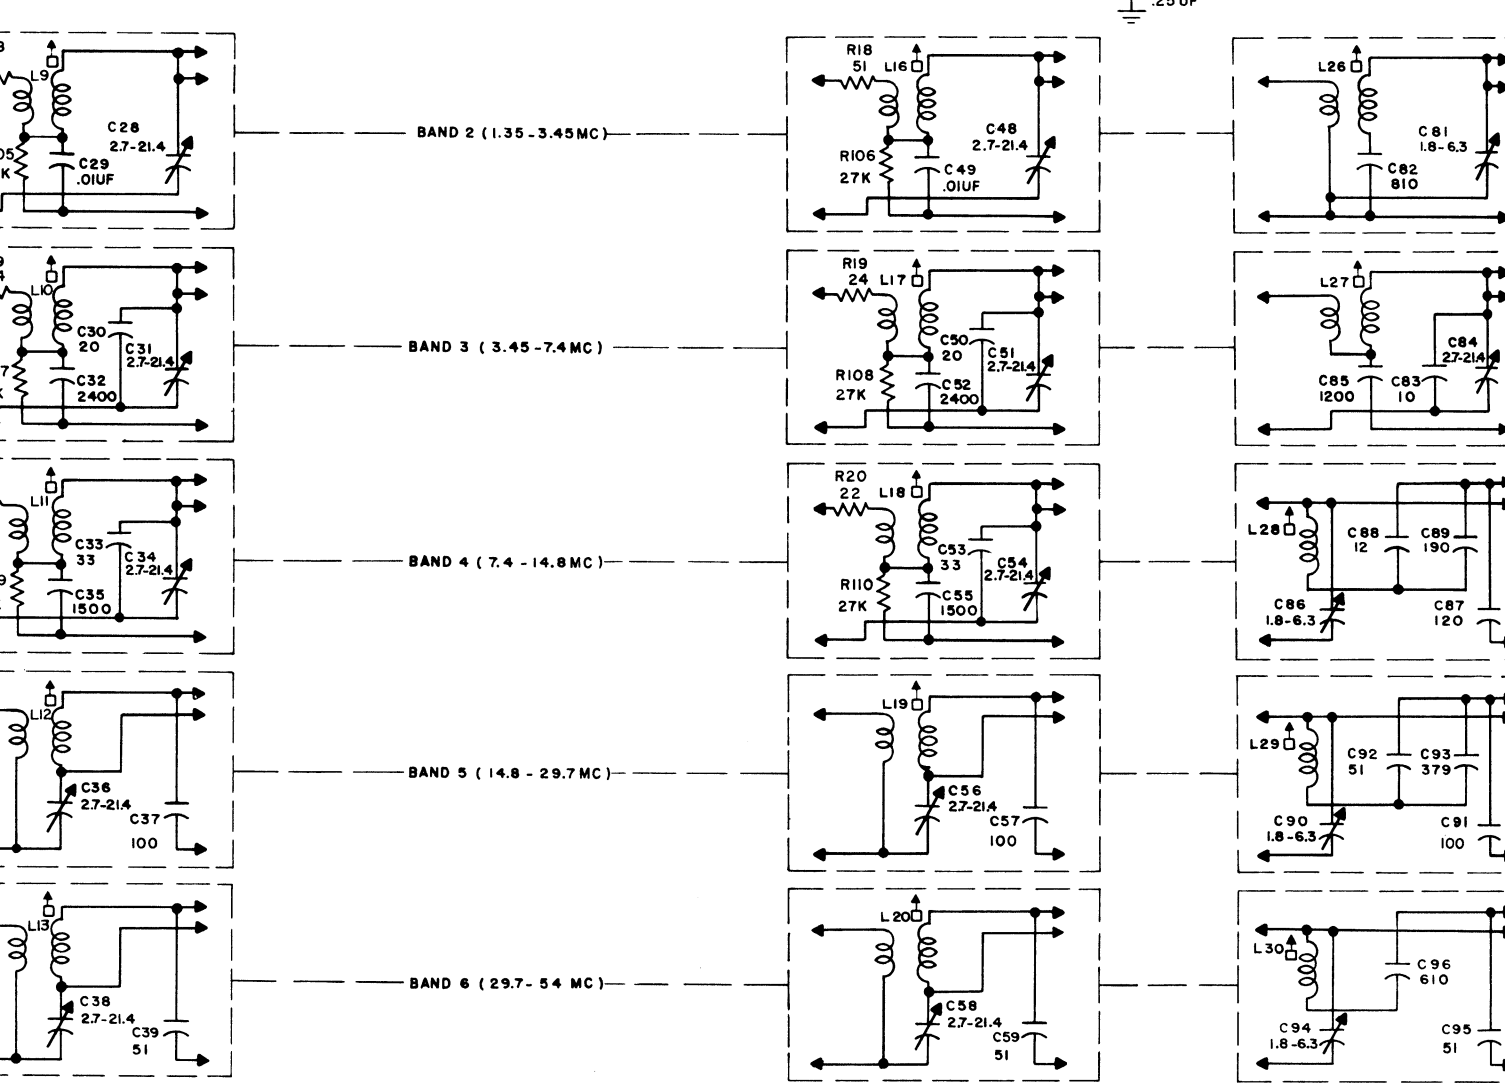 .25 UF
L9
C28
2.7-21.4
C29
.01UF
BAND 2 (1.35-3.45MC)
R18
51
L16
C48
2.7-21.4
R106
27K
C49
.01UF
L26
C81
1.8-6.3
C82
810
L10
C30
20
C31
2.7-21.4
C32
2400
BAND 3 (3.45-7.4MC)
R19
24
L17
C50
20
C51
2.7-21.4
R108
27K
C52
2400
L27
C84
2.7-21.4
C85
1200
C83
10
L11
C33
33
C34
2.7-21.4
C35
1500
BAND 4 (7.4-14.8MC)
R20
22
L18
C53
33
C54
2.7-21.4
R110
27K
C55
1500
L28
C88
12
C89
190
C86
1.8-6.3
C87
120
L12
C36
2.7-21.4
C37
100
BAND 5 (14.8-29.7MC)
L19
C56
2.7-21.4
C57
100
L29
C92
51
C93
379
C90
1.8-6.3
C91
100
L13
C38
2.7-21.4
C39
51
BAND 6 (29.7-54 MC)
L20
C58
2.7-21.4
C59
51
L30
C96
610
C94
1.8-6.3
C95
51